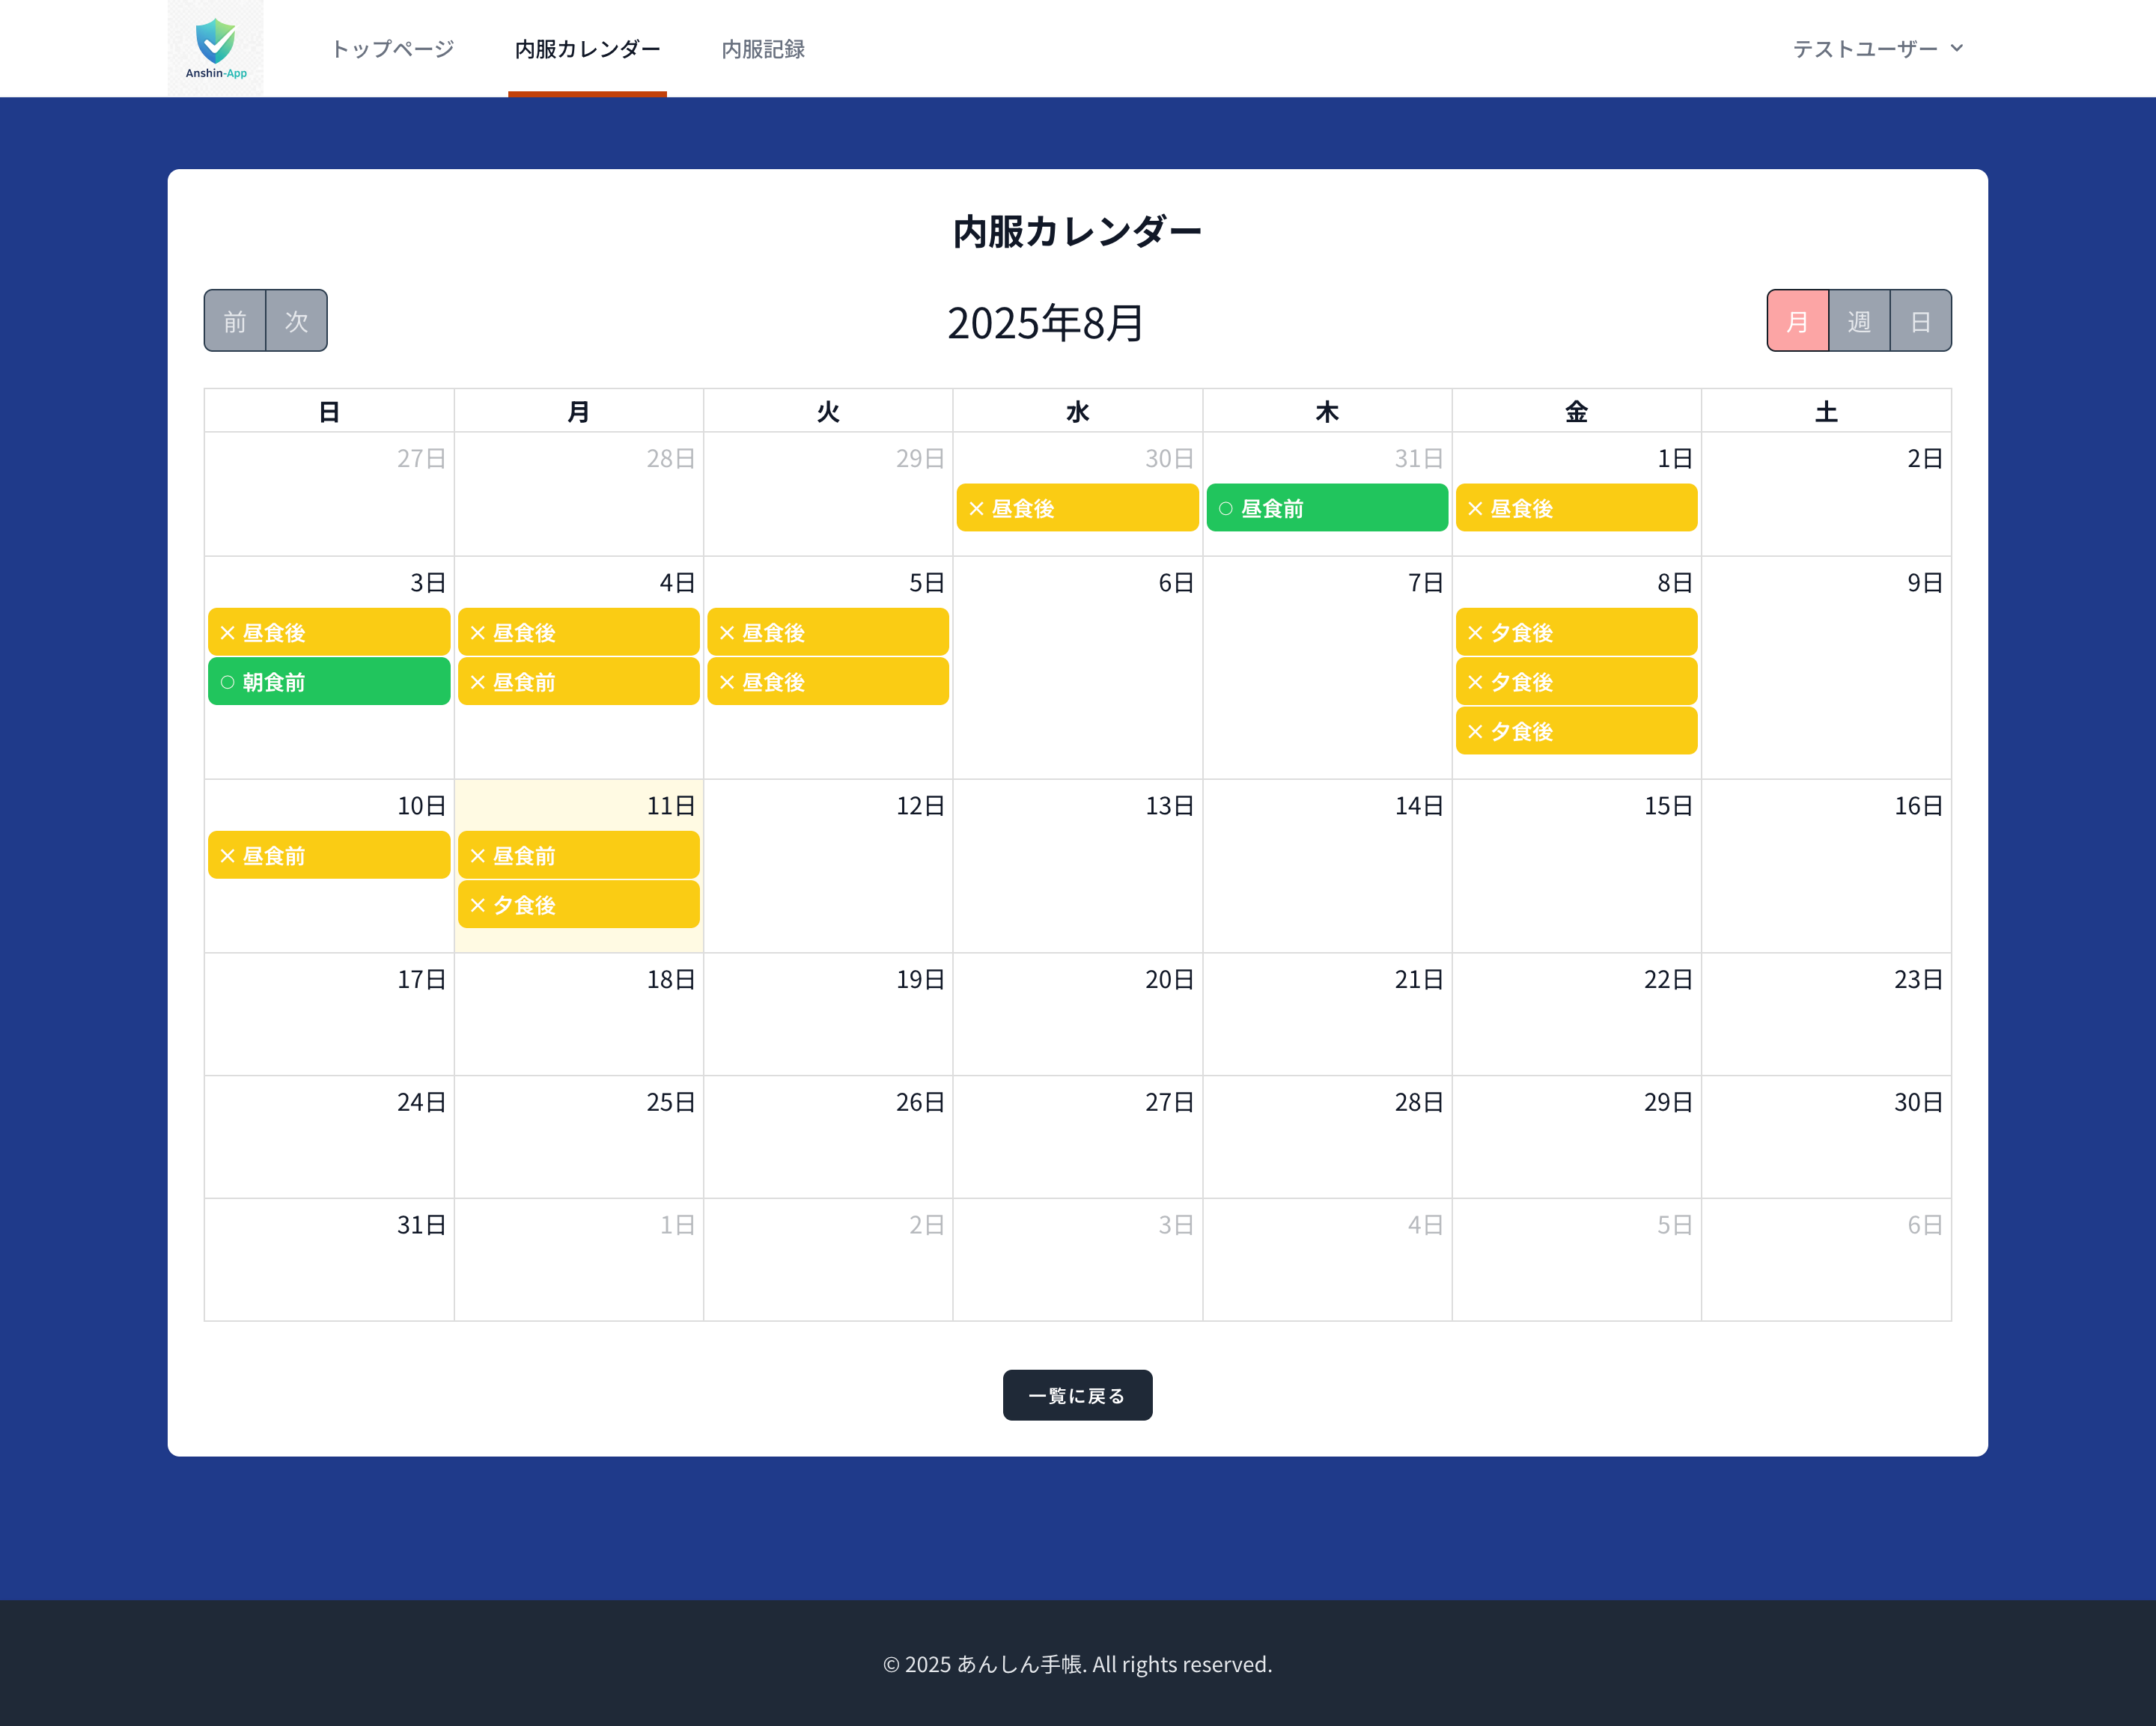 Anshin-App
トップページ 内服カレンダー 内服記録 テストユーザー
内服カレンダー
前 次 2025年8月 月 週 日
日 月 火 水 木 金 土
27日 28日 29日 30日 31日 1日 2日
× 昼食後 ○ 昼食前 × 昼食後
3日 4日 5日 6日 7日 8日 9日
× 昼食後 × 昼食後 × 昼食後 × 夕食後
○ 朝食前 × 昼食前 × 昼食後 × 夕食後
× 夕食後
10日 11日 12日 13日 14日 15日 16日
× 昼食前 × 昼食前
× 夕食後
17日 18日 19日 20日 21日 22日 23日
24日 25日 26日 27日 28日 29日 30日
31日 1日 2日 3日 4日 5日 6日
一覧に戻る
© 2025 あんしん手帳. All rights reserved.